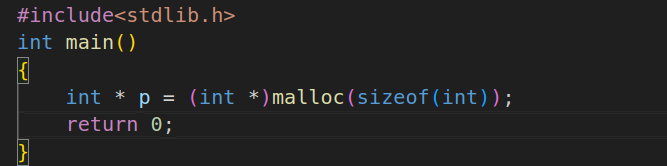 #include<stdlib.h>
int main()
{
    int * p = (int *)malloc(sizeof(int));
    return 0;
}